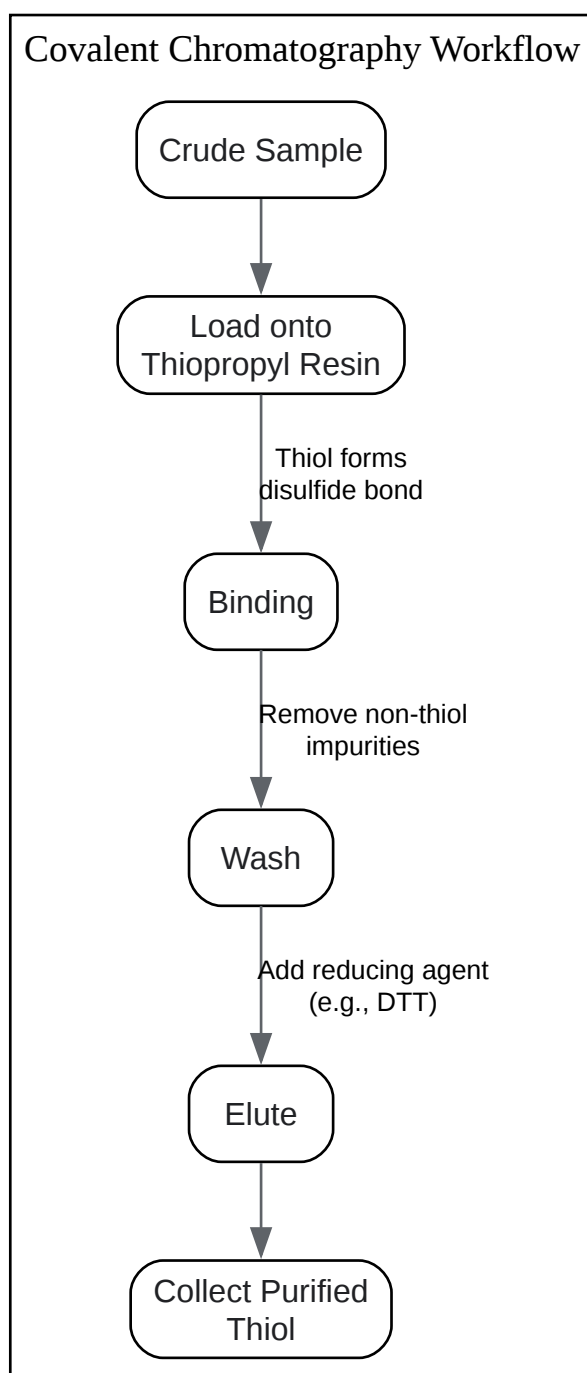 Covalent Chromatography Workflow
Crude Sample
Load onto
Thiopropyl Resin
Thiol forms
disulfide bond
Binding
Remove non-thiol
impurities
Wash
Add reducing agent
(e.g., DTT)
Elute
Collect Purified
Thiol